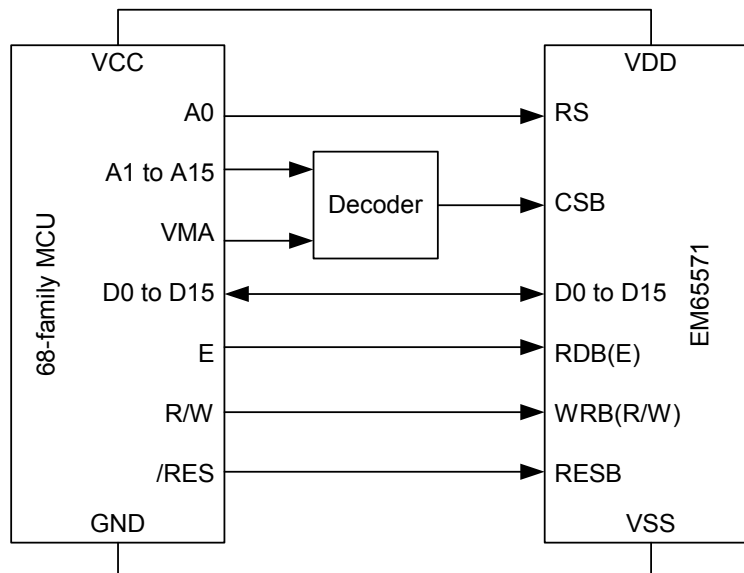 VCC
VDD
A0
RS
A1 to A15
Decoder
CSB
VMA
D0 to D15
D0 to D15
68-family MCU
EM65571
E
RDB(E)
R/W
WRB(R/W)
/RES
RESB
GND
VSS